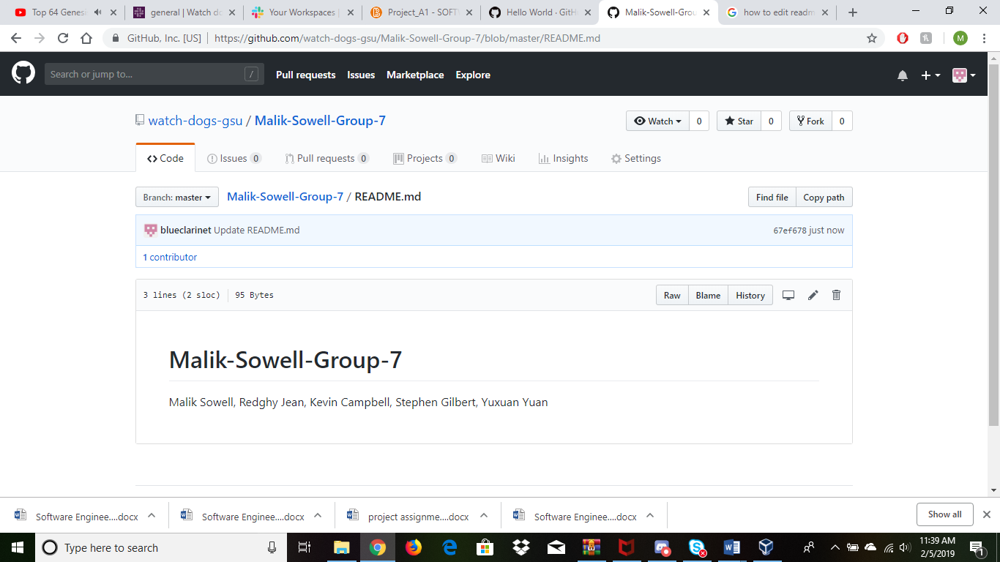 Top 64 Genesi
general | Watch do
Your Workspaces |
Project_A1 - SOFT
Hello World · GitH
Malik-Sowell-Grou
how to edit readm
GitHub, Inc. [US] | https://github.com/watch-dogs-gsu/Malik-Sowell-Group-7/blob/master/README.md
M
Search or jump to... /
Pull requests Issues Marketplace Explore
watch-dogs-gsu / Malik-Sowell-Group-7
Watch 0 Star 0 Fork 0
Code Issues 0 Pull requests 0 Projects 0 Wiki Insights Settings
Branch: master Malik-Sowell-Group-7 / README.md Find file Copy path
blueclarinet Update README.md 67ef678 just now
1 contributor
3 lines (2 sloc) | 95 Bytes Raw Blame History
Malik-Sowell-Group-7
Malik Sowell, Redghy Jean, Kevin Campbell, Stephen Gilbert, Yuxuan Yuan
Software Enginee....docx
Software Enginee....docx
project assignme....docx
Software Enginee....docx
Show all
Type here to search
11:39 AM
2/5/2019
1